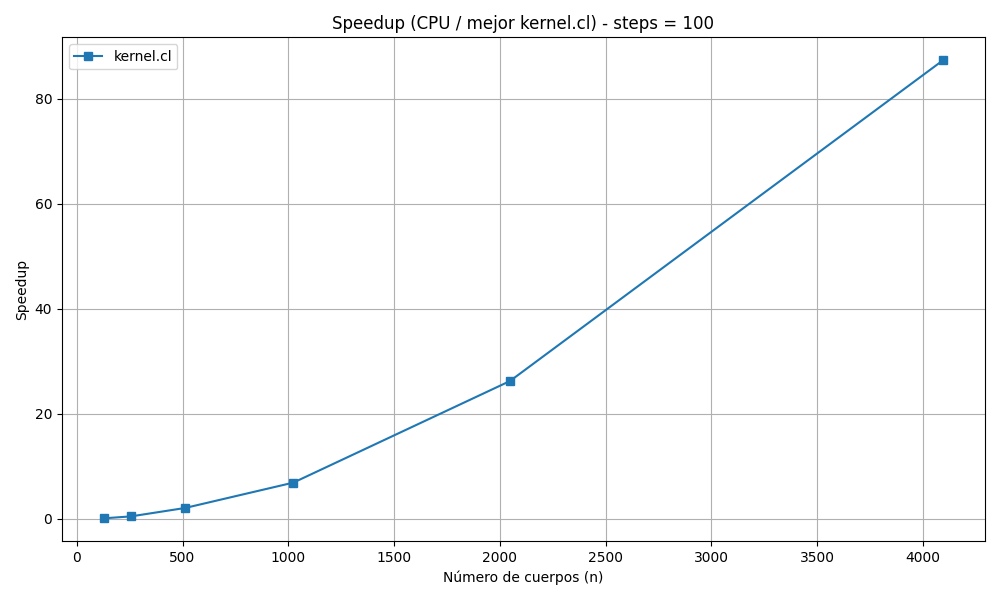 Speedup (CPU / mejor kernel.cl) - steps = 100
kernel.cl
Speedup
80
60
40
20
0
0 500 1000 1500 2000 2500 3000 3500 4000
Número de cuerpos (n)